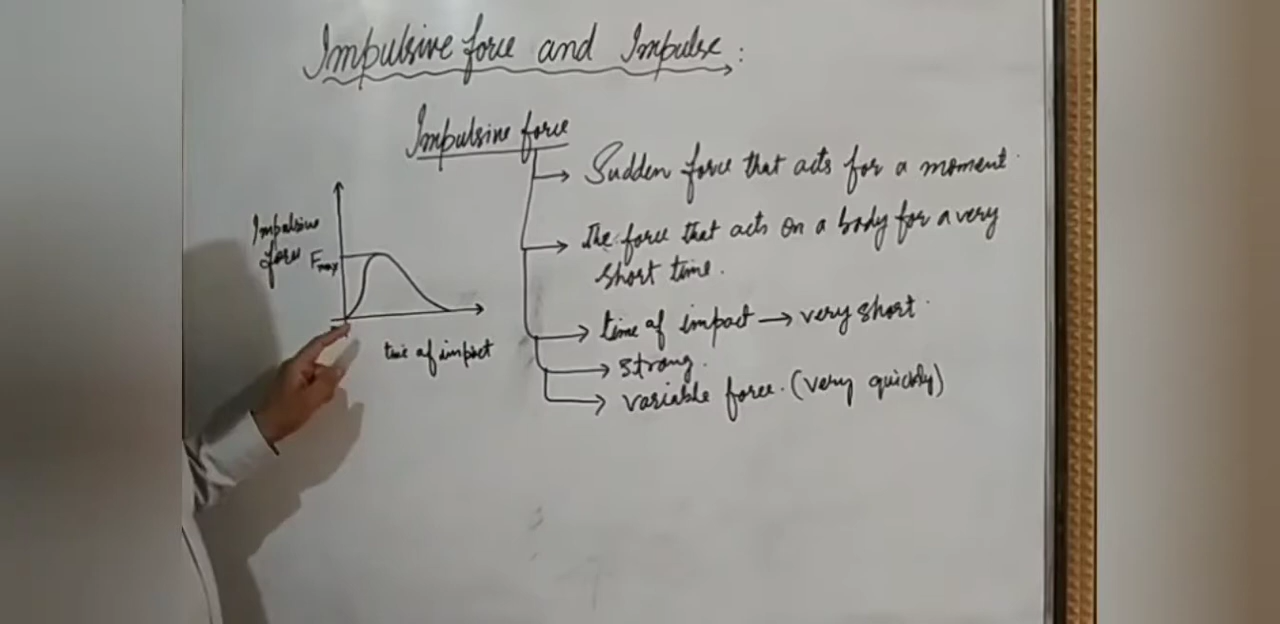 Impulsive force and Impulse:
Impulsive force
→ Sudden force that acts for a moment.
→ The force that acts on a body for a very
short time.
→ time of impact → very short.
→ strong.
→ variable force. (very quickly)
Impulsive
force
Fmax
time of impact